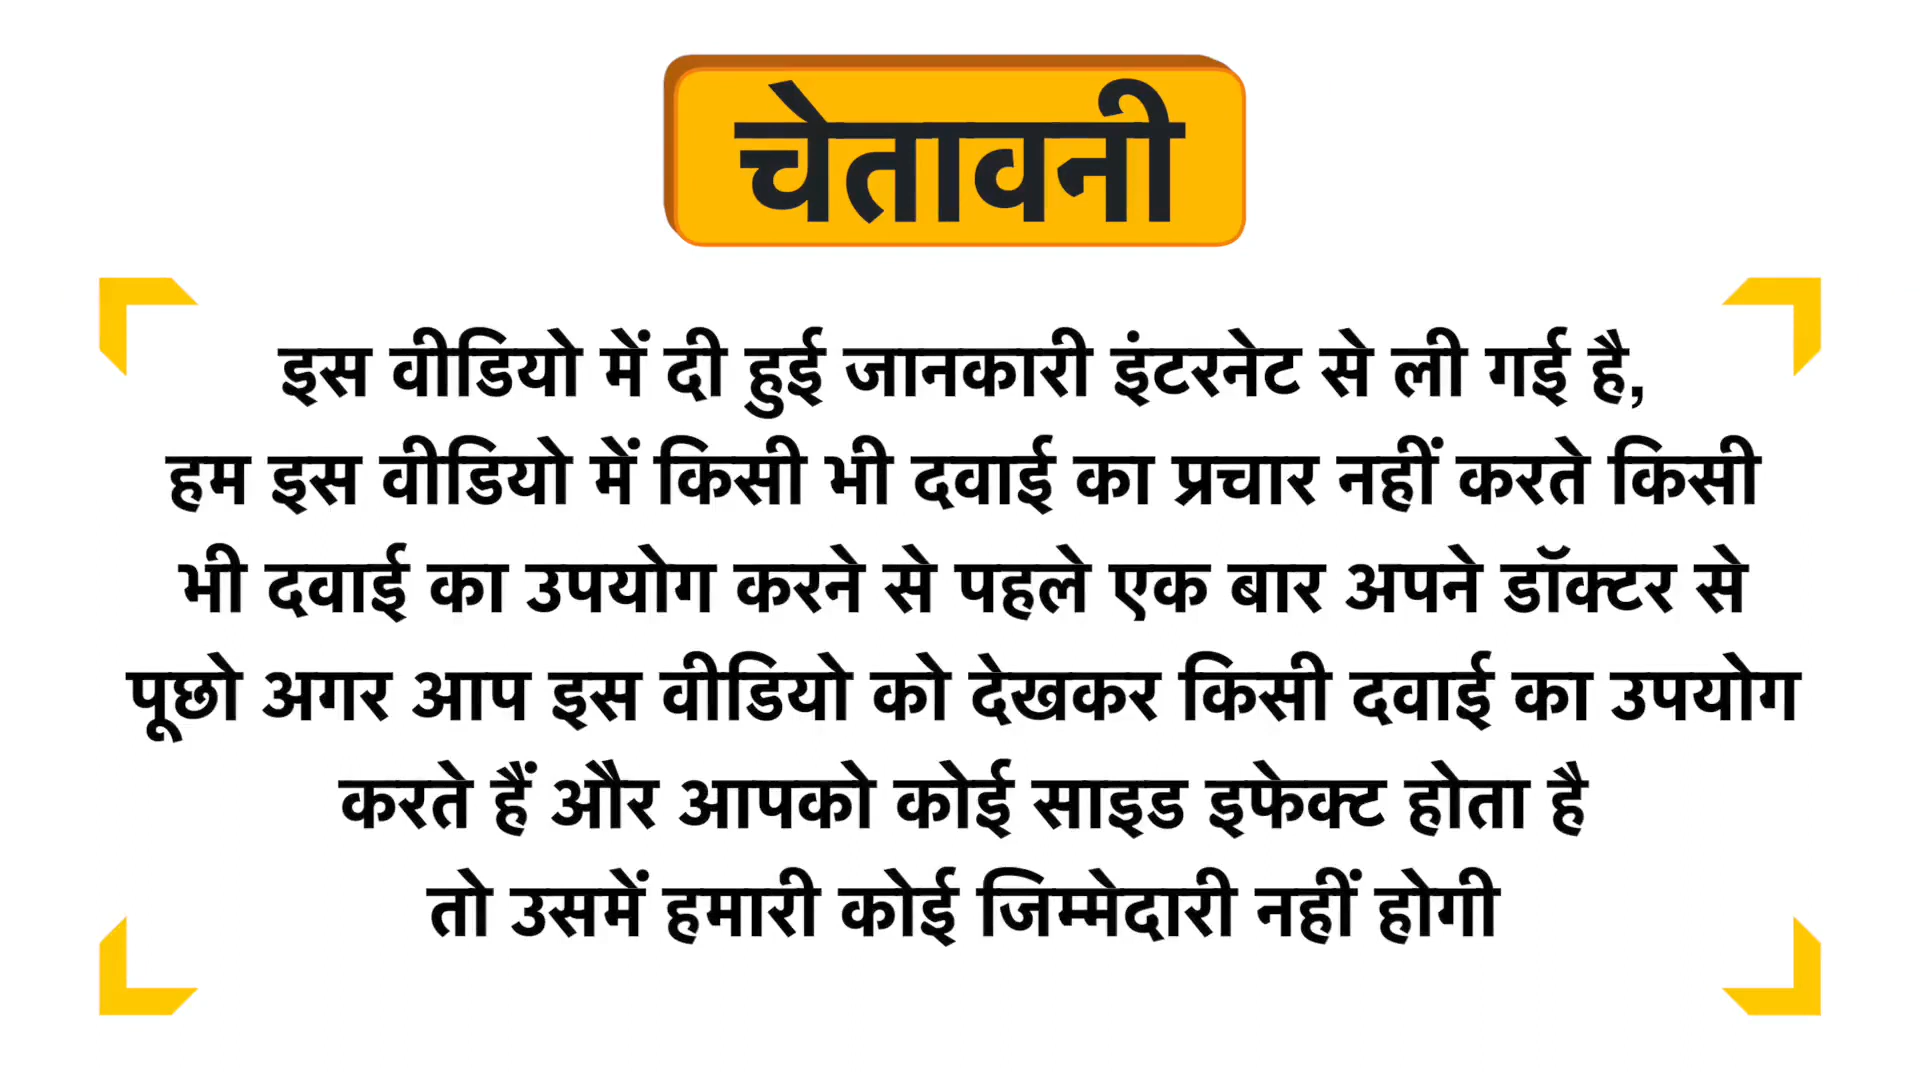 चेतावनी
इस वीडियो में दी हुई जानकारी इंटरनेट से ली गई है,
हम इस वीडियो में किसी भी दवाई का प्रचार नहीं करते किसी
भी दवाई का उपयोग करने से पहले एक बार अपने डॉक्टर से
पूछो अगर आप इस वीडियो को देखकर किसी दवाई का उपयोग
करते हैं और आपको कोई साइड इफेक्ट होता है
तो उसमें हमारी कोई जिम्मेदारी नहीं होगी